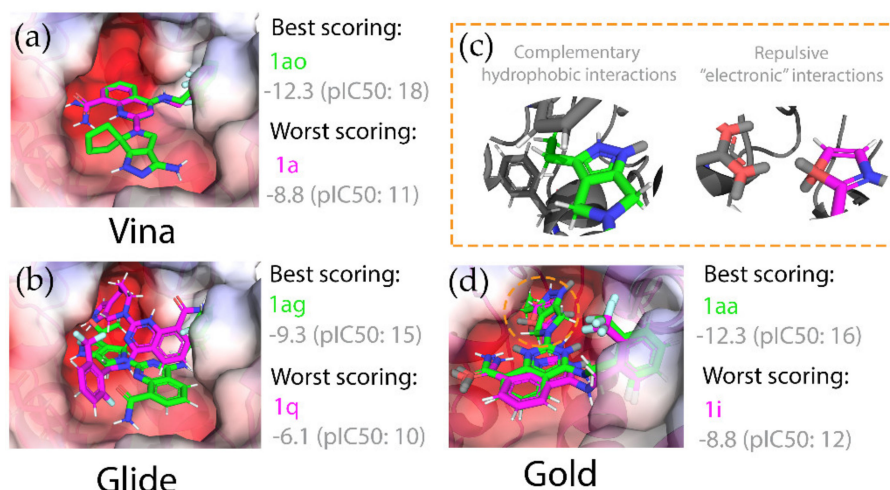 (a)
Best scoring:
1ao
-12.3 (pIC50: 18)
Worst scoring:
1a
-8.8 (pIC50: 11)
Vina
(c)
Complementary
hydrophobic interactions
Repulsive
"electronic" interactions
(b)
Best scoring:
1ag
-9.3 (pIC50: 15)
Worst scoring:
1q
-6.1 (pIC50: 10)
Glide
(d)
Best scoring:
1aa
-12.3 (pIC50: 16)
Worst scoring:
1i
-8.8 (pIC50: 12)
Gold